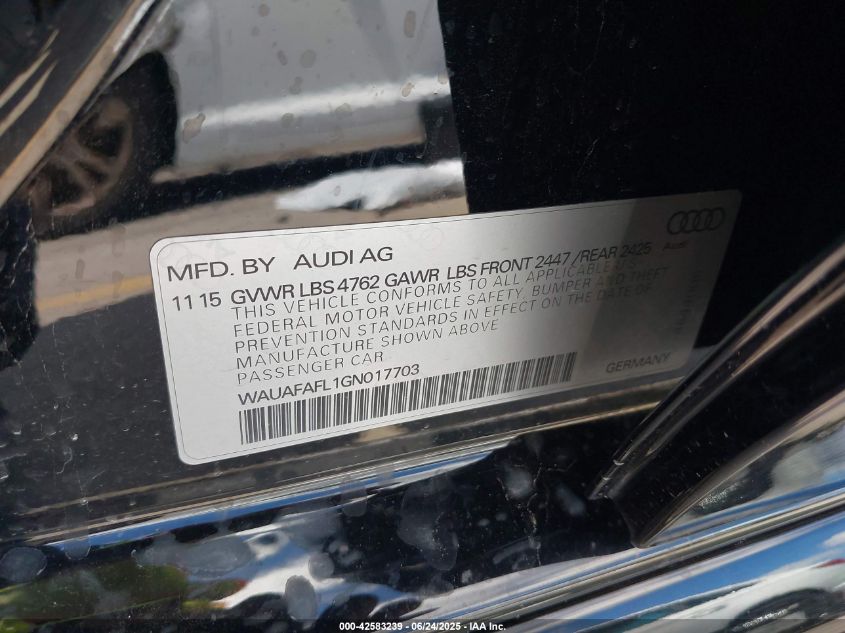 MFD. BY AUDI AG
11 15 GVWR LBS 4762 GAWR LBS FRONT 2447 /REAR 2425
THIS VEHICLE CONFORMS TO ALL APPLICABLE U.S.
FEDERAL MOTOR VEHICLE SAFETY, BUMPER AND THEFT
PREVENTION STANDARDS IN EFFECT ON THE DATE OF
MANUFACTURE SHOWN ABOVE
PASSENGER CAR
WAUAFAFL1GN017703
GERMANY
Audi
000-42583239 - 06/24/2025 - IAA Inc.